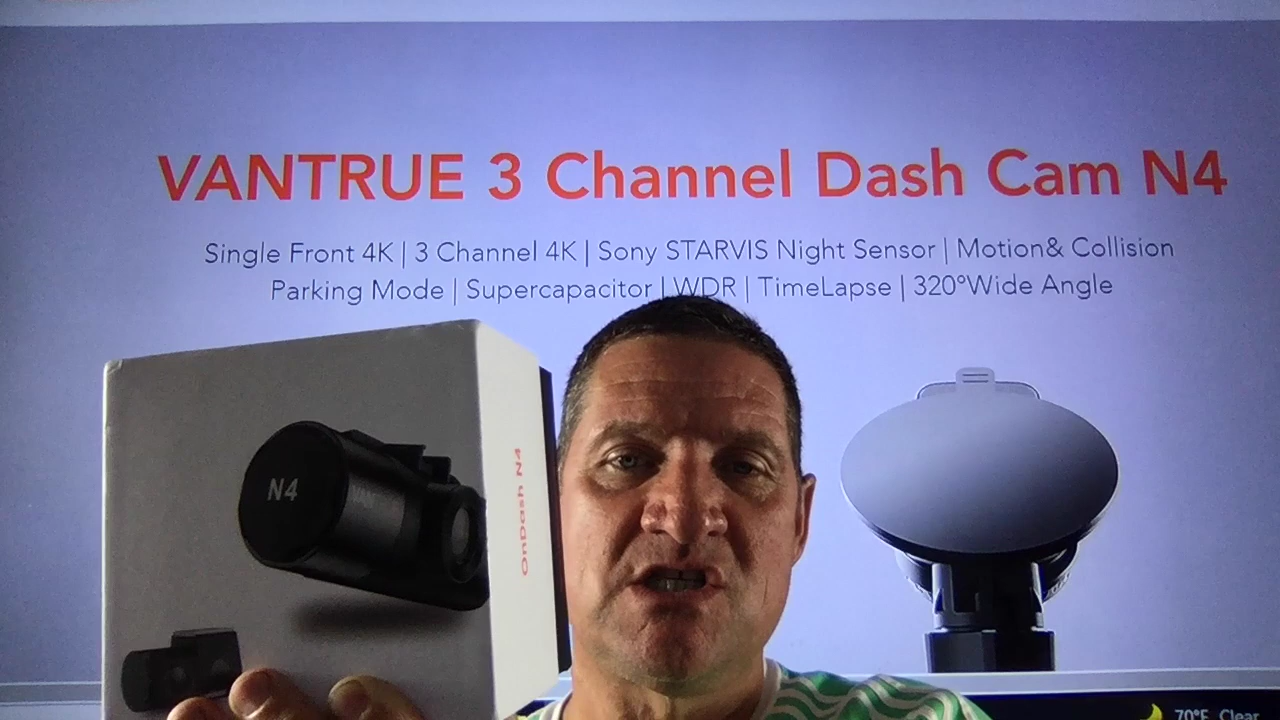 VANTRUE 3 Channel Dash Cam N4
Single Front 4K | 3 Channel 4K | Sony STARVIS Night Sensor | Motion& Collision
Parking Mode | Supercapacitor | WDR | TimeLapse | 320°Wide Angle
N4
OnDash N4
70°F Clear